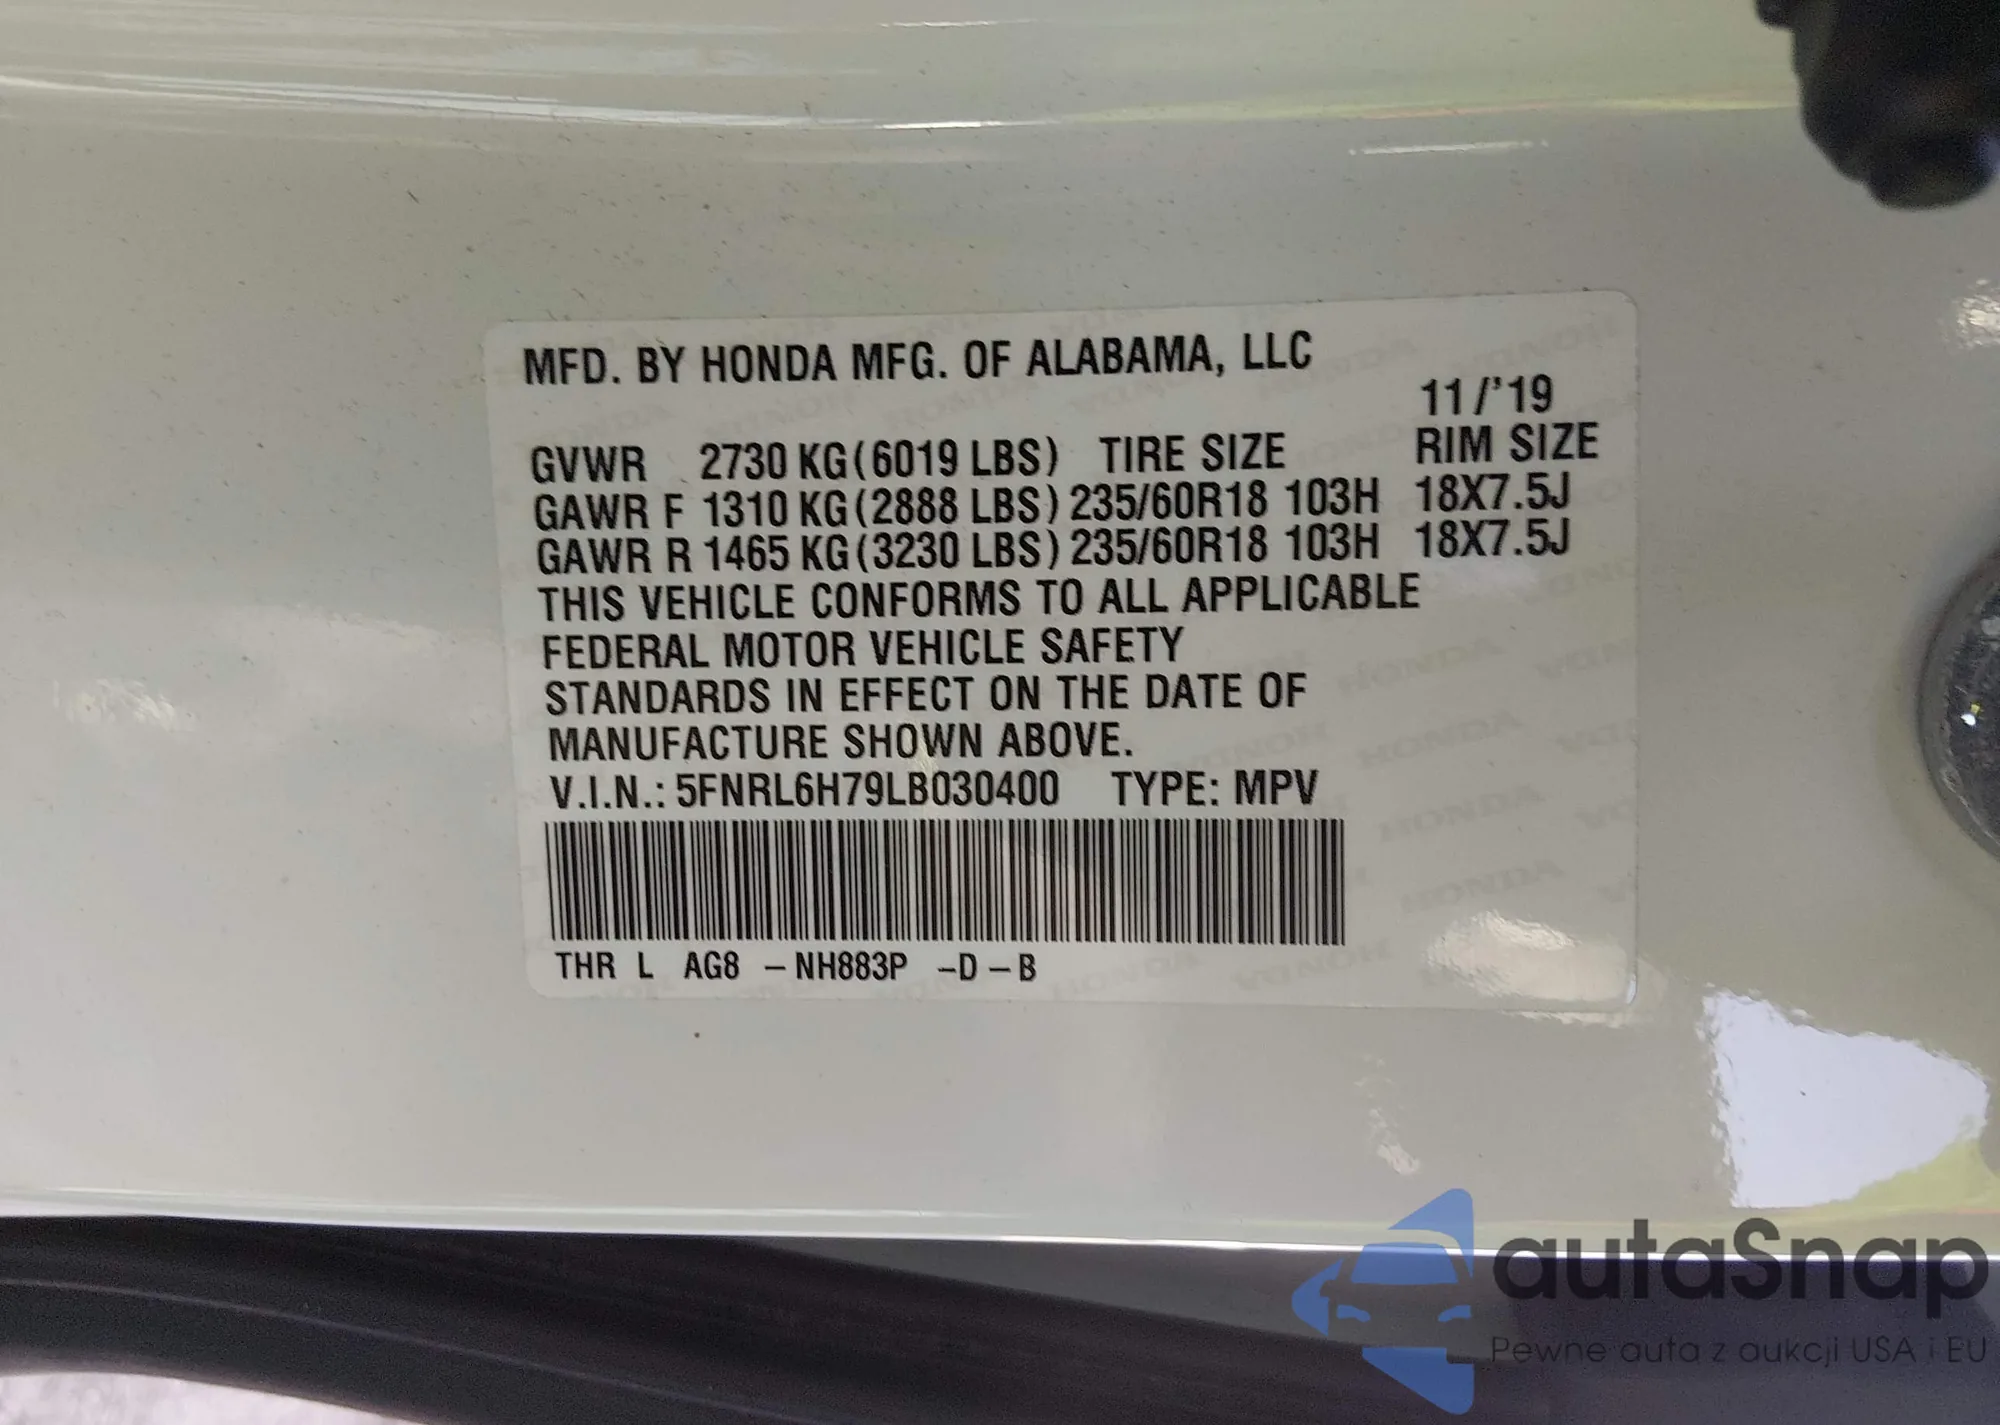 MFD. BY HONDA MFG. OF ALABAMA, LLC
11/'19
GVWR 2730 KG (6019 LBS) TIRE SIZE RIM SIZE
GAWR F 1310 KG (2888 LBS) 235/60R18 103H 18X7.5J
GAWR R 1465 KG (3230 LBS) 235/60R18 103H 18X7.5J
THIS VEHICLE CONFORMS TO ALL APPLICABLE
FEDERAL MOTOR VEHICLE SAFETY
STANDARDS IN EFFECT ON THE DATE OF
MANUFACTURE SHOWN ABOVE.
V.I.N.: 5FNRL6H79LB030400 TYPE: MPV
THR L AG8 – NH883P –D – B
autaSnap
Pewne auta z aukcji USA i EU